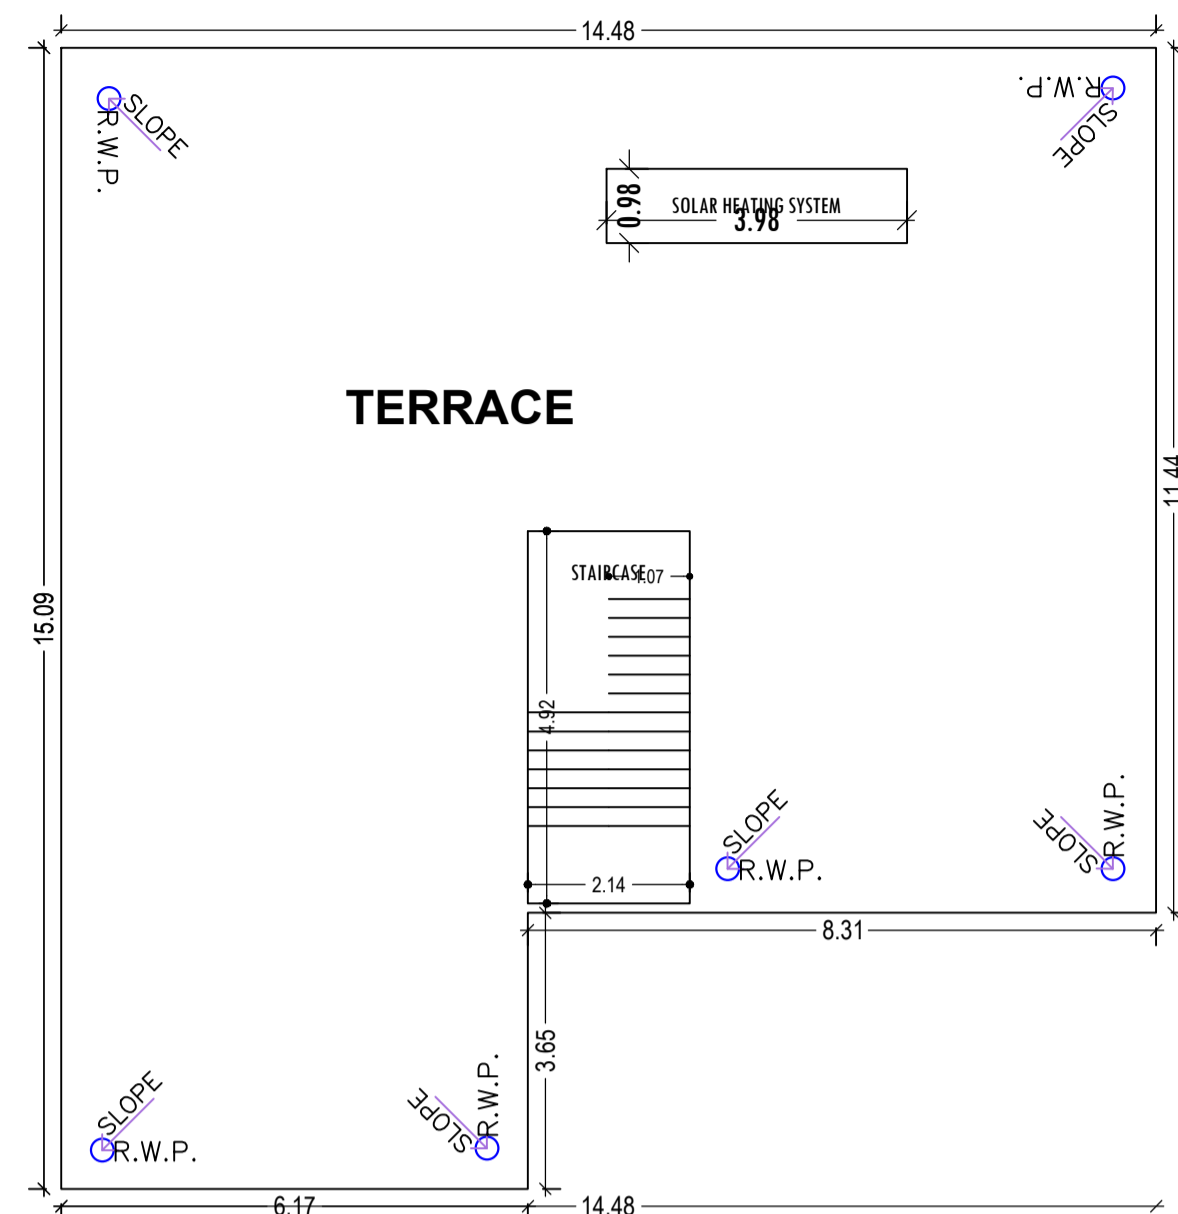 14.48
SLOPE
R.W.P.
R.W.P.
SLOPE
0.98
SOLAR HEATING SYSTEM
3.98
TERRACE
11.44
15.09
STAIRCASE
1.07
4.92
SLOPE
R.W.P.
SLOPE
R.W.P.
2.14
8.31
3.65
SLOPE
R.W.P.
SLOPE
R.W.P.
6.17
14.48